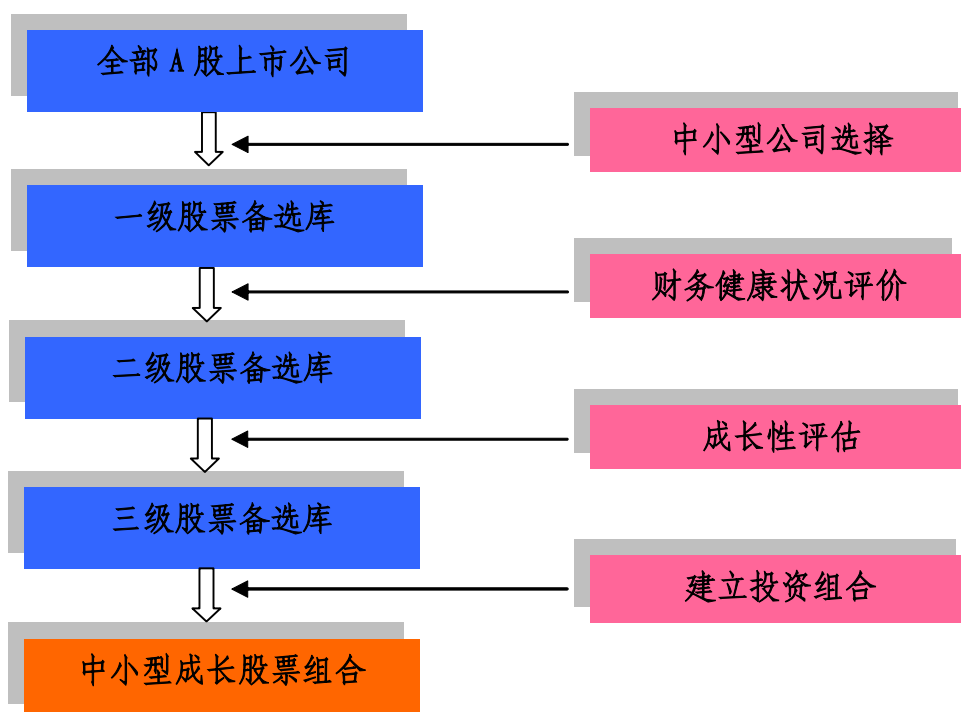 全部 A 股上市公司
中小型公司选择
一级股票备选库
财务健康状况评价
二级股票备选库
成长性评估
三级股票备选库
建立投资组合
中小型成长股票组合